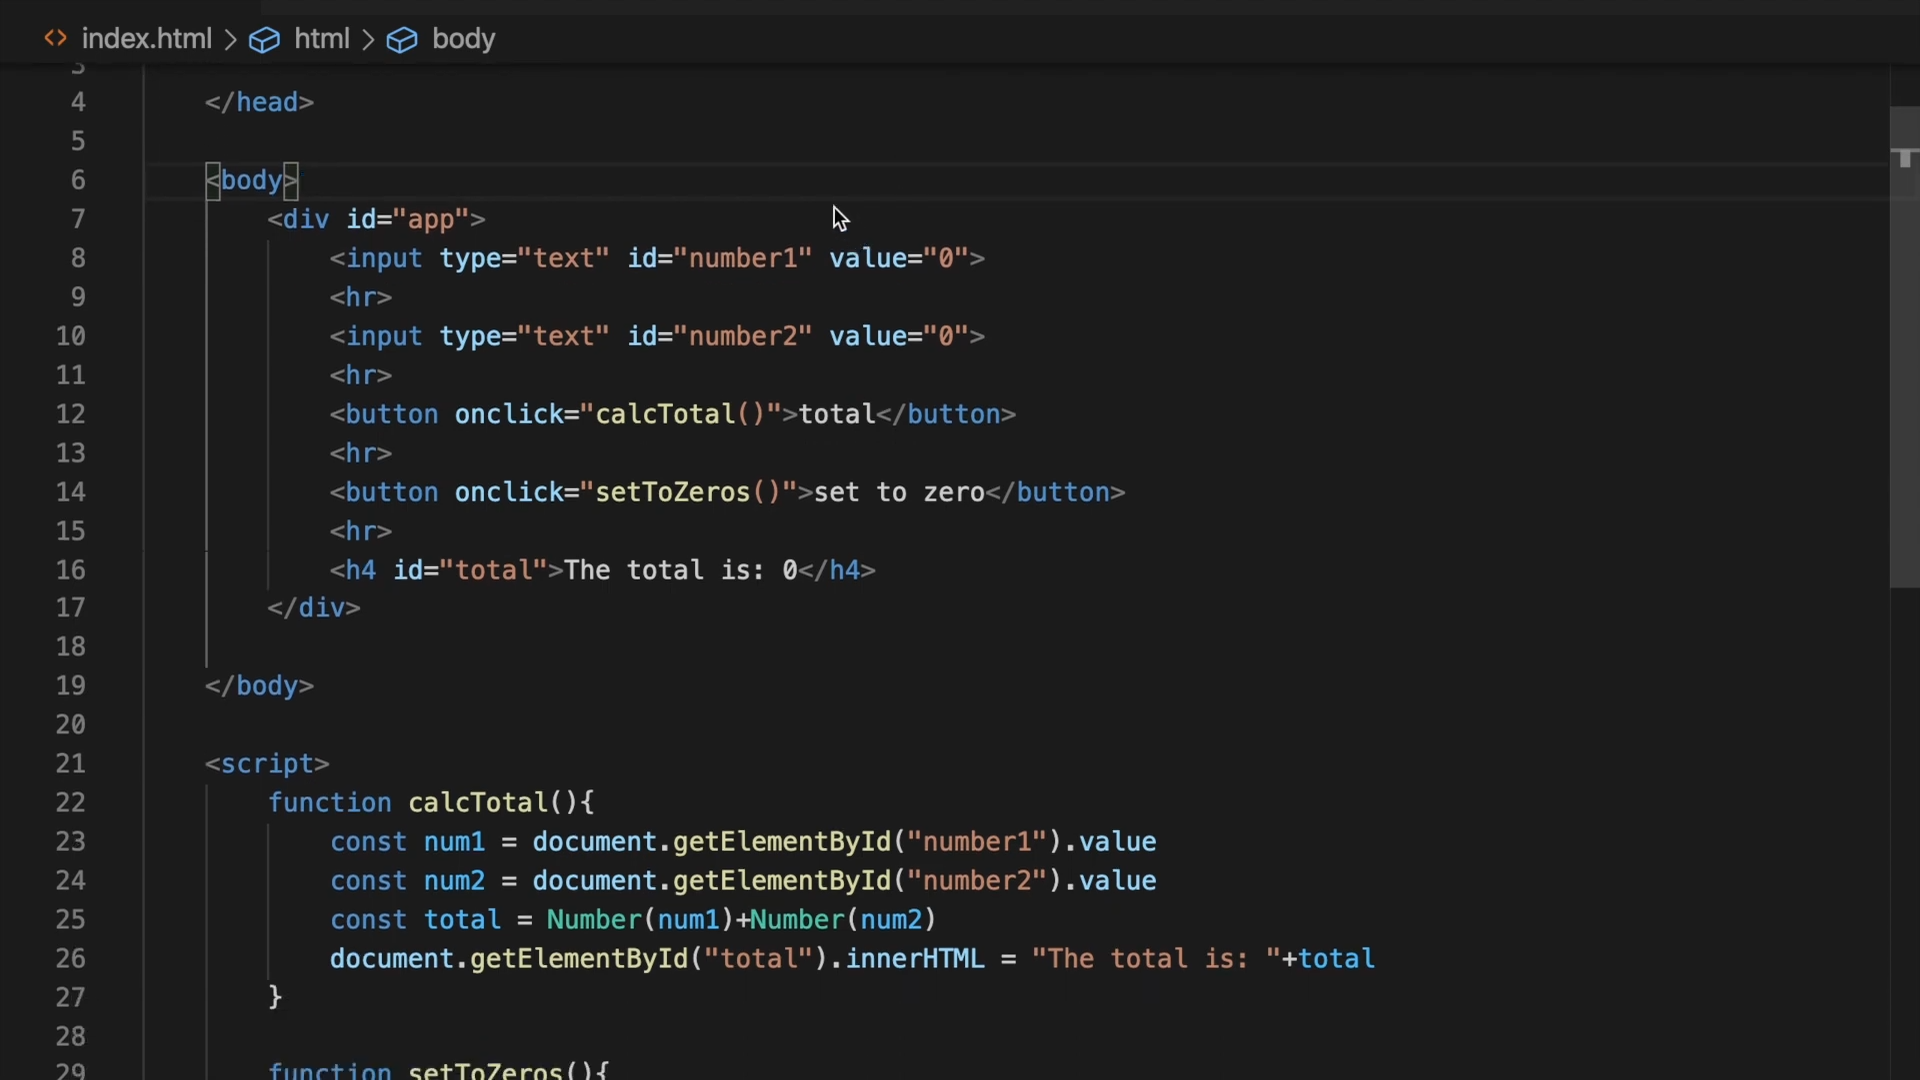 index.html > html > body
3
4 </head>
5
6 <body>
7 <div id="app">
8 <input type="text" id="number1" value="0">
9 <hr>
10 <input type="text" id="number2" value="0">
11 <hr>
12 <button onclick="calcTotal()">total</button>
13 <hr>
14 <button onclick="setToZeros()">set to zero</button>
15 <hr>
16 <h4 id="total">The total is: 0</h4>
17 </div>
18
19 </body>
20
21 <script>
22 function calcTotal(){
23 const num1 = document.getElementById("number1").value
24 const num2 = document.getElementById("number2").value
25 const total = Number(num1)+Number(num2)
26 document.getElementById("total").innerHTML = "The total is: "+total
27 }
28
29 function setToZeros(){